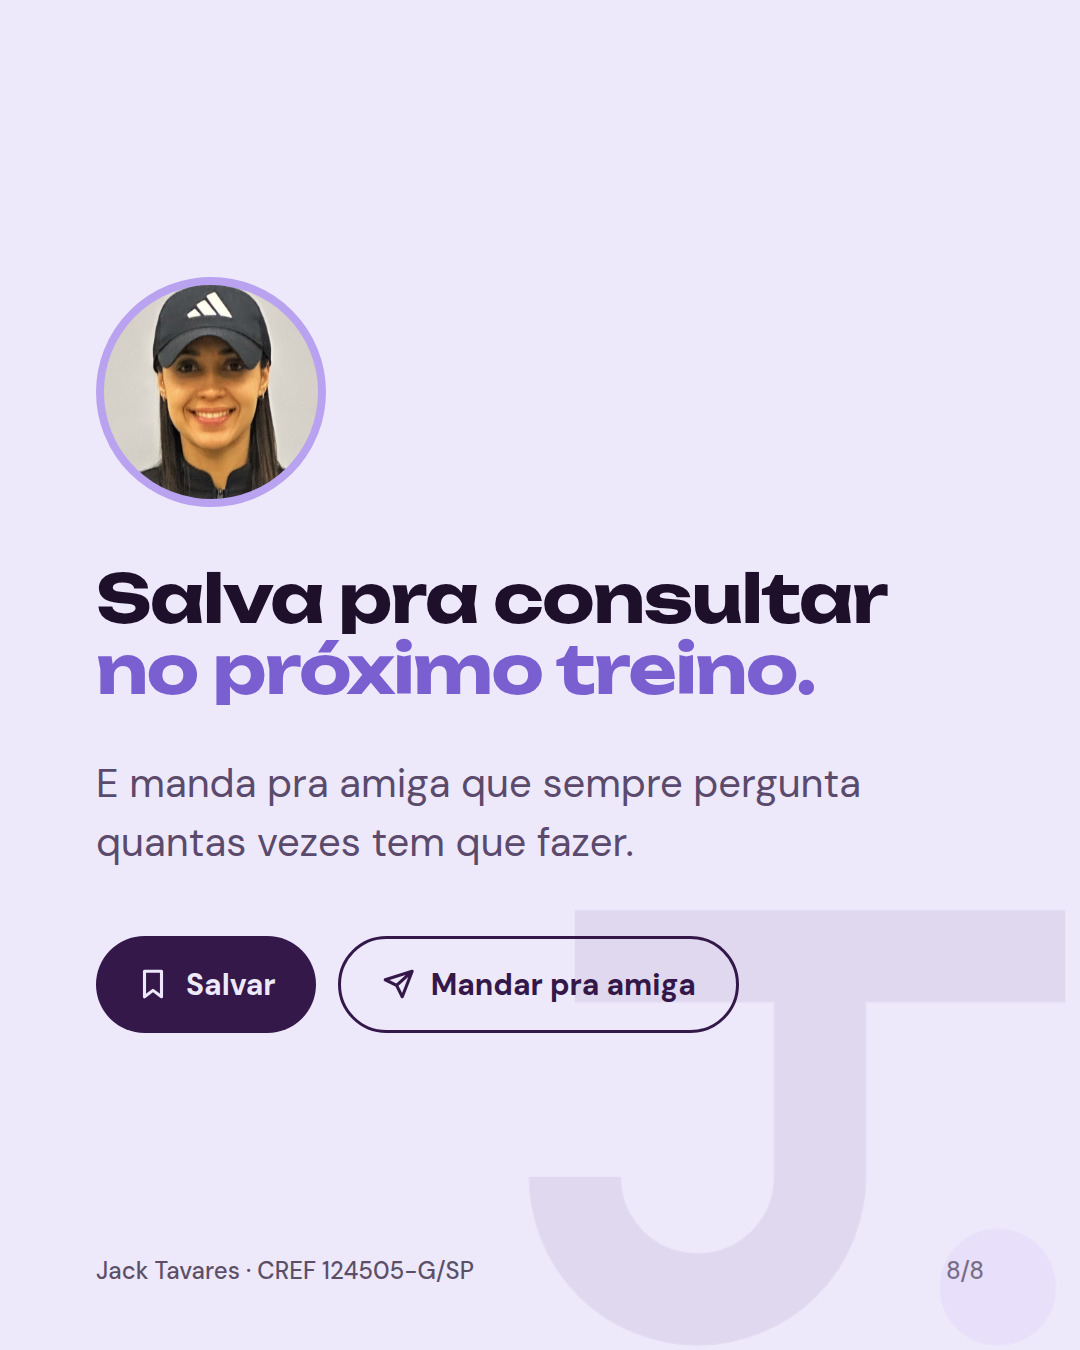 Salva pra consultar
no próximo treino.
E manda pra amiga que sempre pergunta
quantas vezes tem que fazer.
Salvar
Mandar pra amiga
J.
Jack Tavares · CREF 124505-G/SP
8/8